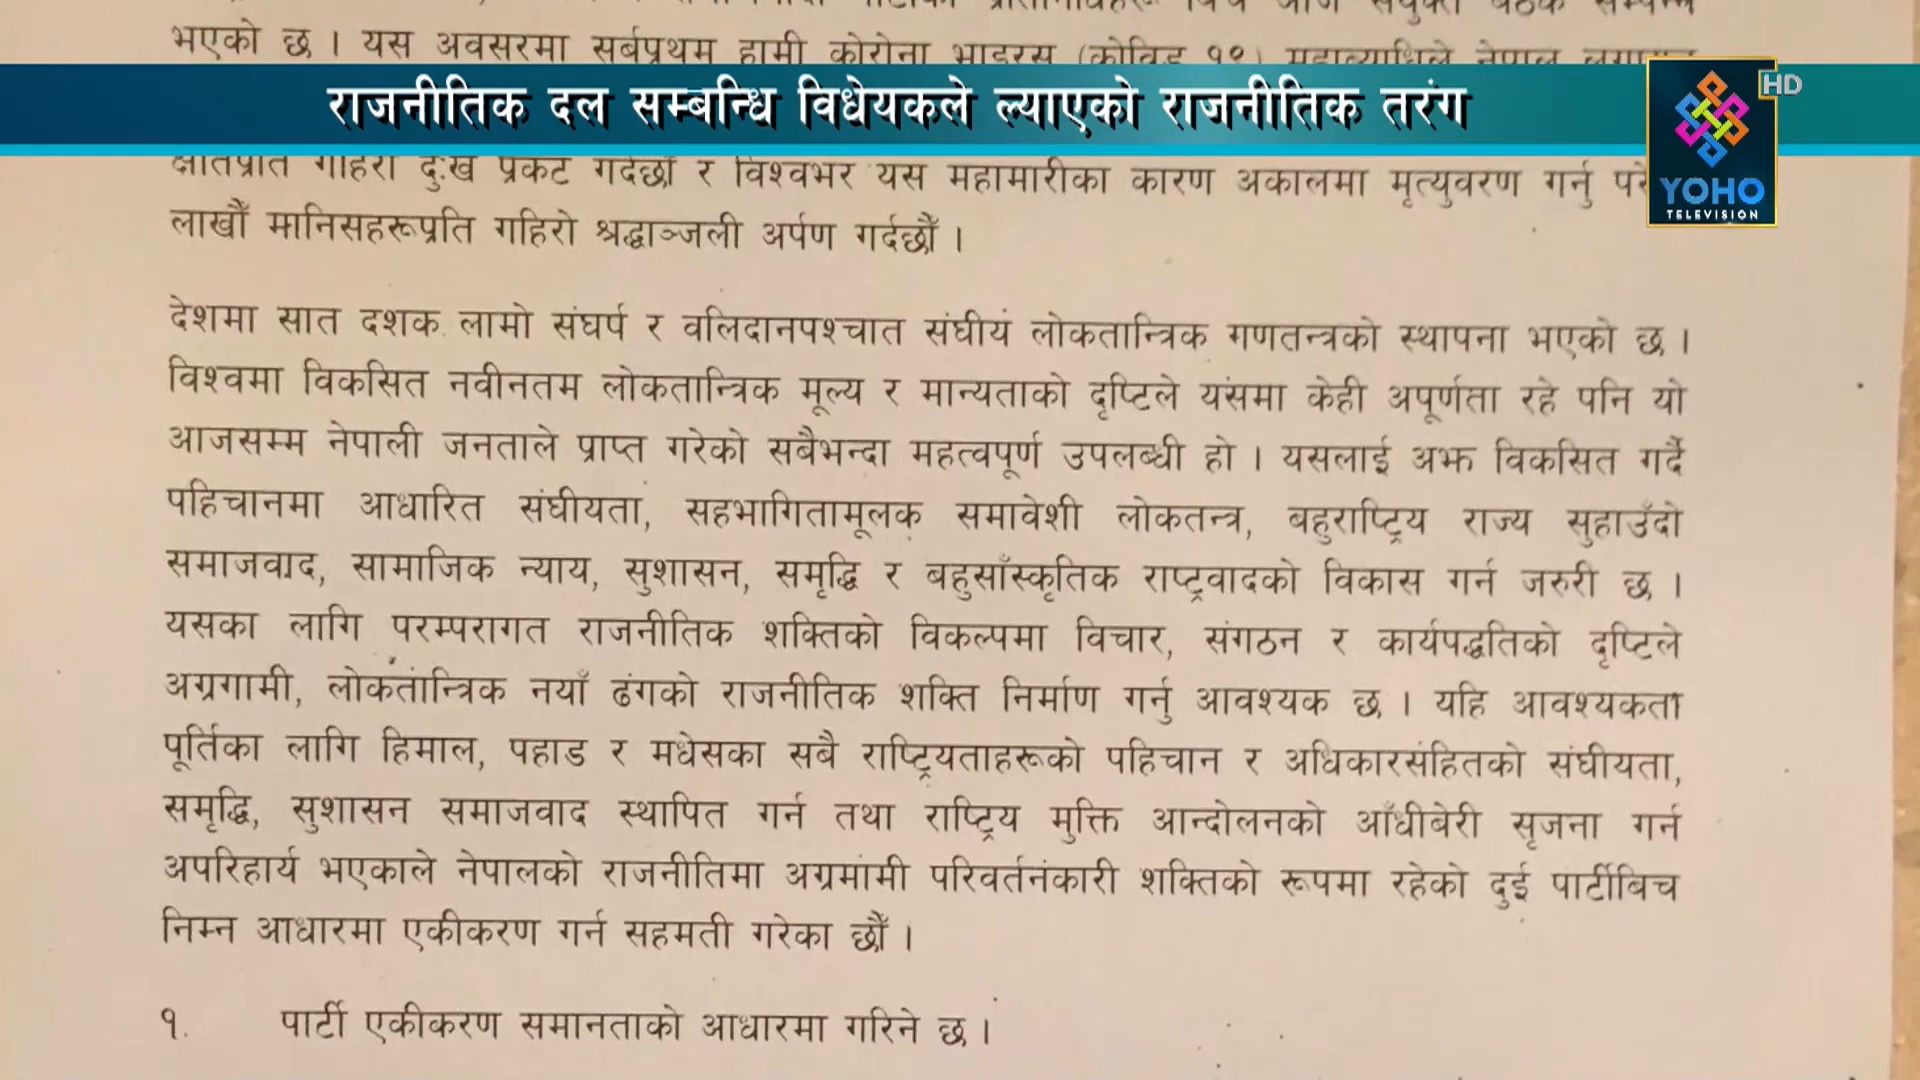 भएको छ । यस अवसरमा सर्बप्रथम हामी कोरोना भाइरस (कोविड १९) महाव्याधिले नेपाल
राजनीतिक दल सम्बन्धि विधेयकले ल्याएको राजनीतिक तरंग
HD
YOHO
TELEVISION
गहिरो दुःख प्रकट गर्दछौं र विश्वभर यस महामारीका कारण अकालमा मृत्युवरण गर्नु
लाखौं मानिसहरूप्रति गहिरो श्रद्धाञ्जली अर्पण गर्दछौं ।
देशमा सात दशक लामो संघर्ष र वलिदानपश्चात संघीय लोकतान्त्रिक गणतन्त्रको स्थापना भएको छ ।
विश्वमा विकसित नवीनतम लोकतान्त्रिक मूल्य र मान्यताको दृष्टिले यसमा केही अपूर्णता रहे पनि यो
आजसम्म नेपाली जनताले प्राप्त गरेको सबैभन्दा महत्वपूर्ण उपलब्धी हो । यसलाई अझ विकसित गर्दै
पहिचानमा आधारित संघीयता, सहभागितामूलक समावेशी लोकतन्त्र, बहुराष्ट्रिय राज्य सुहाउँदो
समाजवाद, सामाजिक न्याय, सुशासन, समृद्धि र बहुसाँस्कृतिक राष्ट्रवादको विकास गर्न जरुरी छ ।
यसका लागि परम्परागत राजनीतिक शक्तिको विकल्पमा विचार, संगठन र कार्यपद्धतिको दृष्टिले
अग्रगामी, लोकतान्त्रिक नयाँ ढंगको राजनीतिक शक्ति निर्माण गर्नु आवश्यक छ । यहि आवश्यकता
पूर्तिका लागि हिमाल, पहाड र मधेसका सबै राष्ट्रियताहरूको पहिचान र अधिकारसहितको संघीयता,
समृद्धि, सुशासन समाजवाद स्थापित गर्न तथा राष्ट्रिय मुक्ति आन्दोलनको आँधीबेरी सृजना गर्न
अपरिहार्य भएकाले नेपालको राजनीतिमा अग्रगामी परिवर्तनकारी शक्तिको रूपमा रहेको दुई पार्टीबिच
निम्न आधारमा एकीकरण गर्न सहमती गरेका छौं ।
१. पार्टी एकीकरण समानताको आधारमा गरिने छ ।